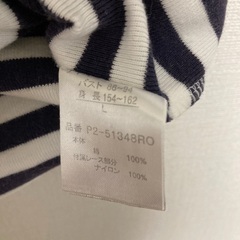 バスト 86-94
身 長 154-162
L
品番 P2-51348RO
本体
綿 100%
付属レース部分
ナイロン 100%